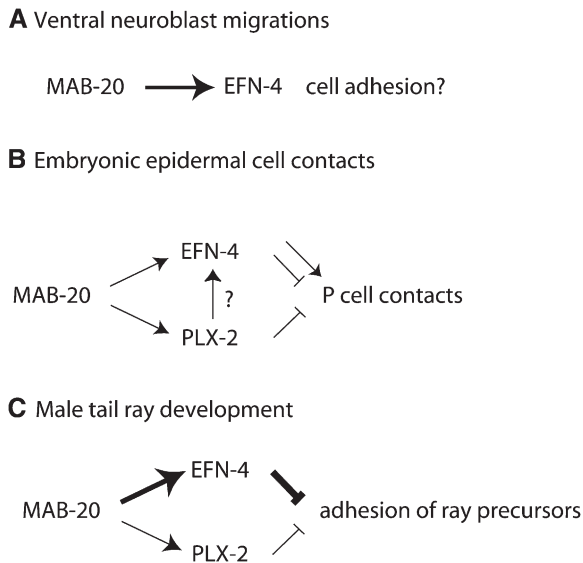 A Ventral neuroblast migrations
MAB-20 EFN-4 cell adhesion?
B Embryonic epidermal cell contacts
EFN-4
MAB-20 ? P cell contacts
PLX-2
C Male tail ray development
EFN-4
MAB-20 adhesion of ray precursors
PLX-2